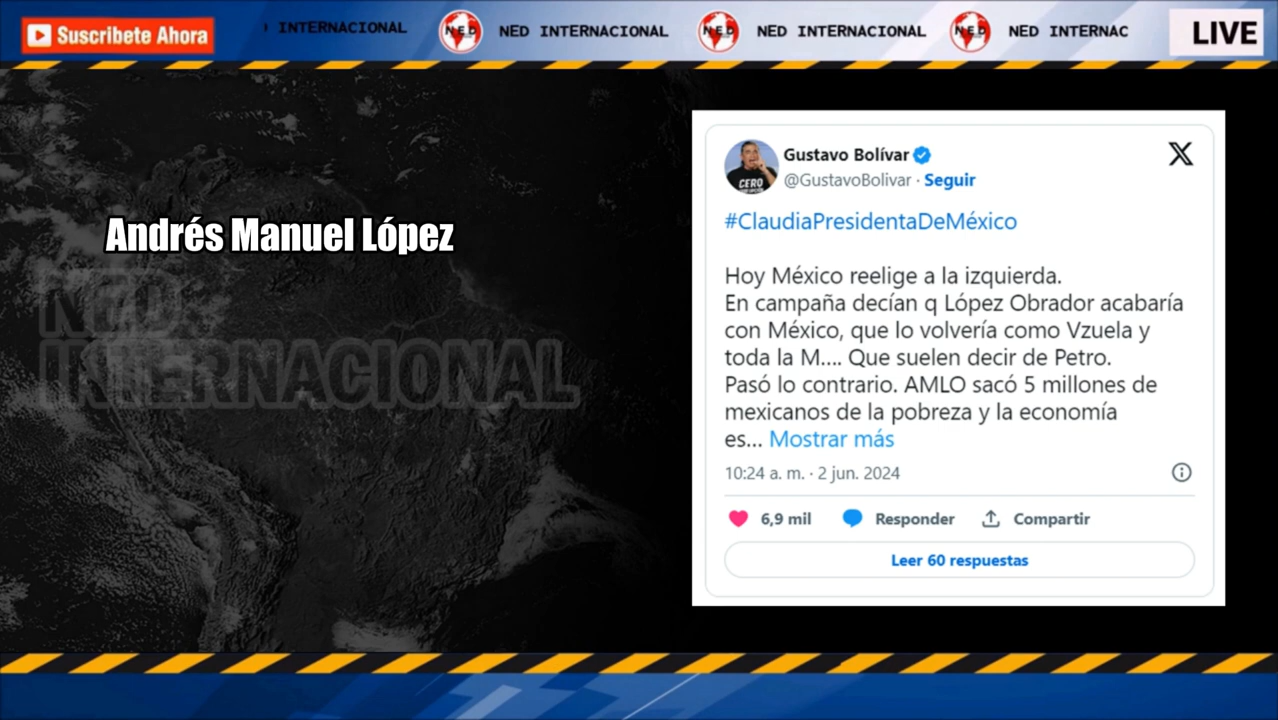 Suscribete Ahora
INTERNACIONAL
NED
NED INTERNACIONAL
NED
NED INTERNACIONAL
NED
NED INTERNAC
LIVE
Andrés Manuel López
NED
INTERNACIONAL
Gustavo Bolívar
@GustavoBolivar · Seguir
#ClaudiaPresidentaDeMéxico
Hoy México reelige a la izquierda.
En campaña decían q López Obrador acabaría
con México, que lo volvería como Vzuela y
toda la M.... Que suelen decir de Petro.
Pasó lo contrario. AMLO sacó 5 millones de
mexicanos de la pobreza y la economía
es... Mostrar más
10:24 a. m. · 2 jun. 2024
6,9 mil Responder Compartir
Leer 60 respuestas